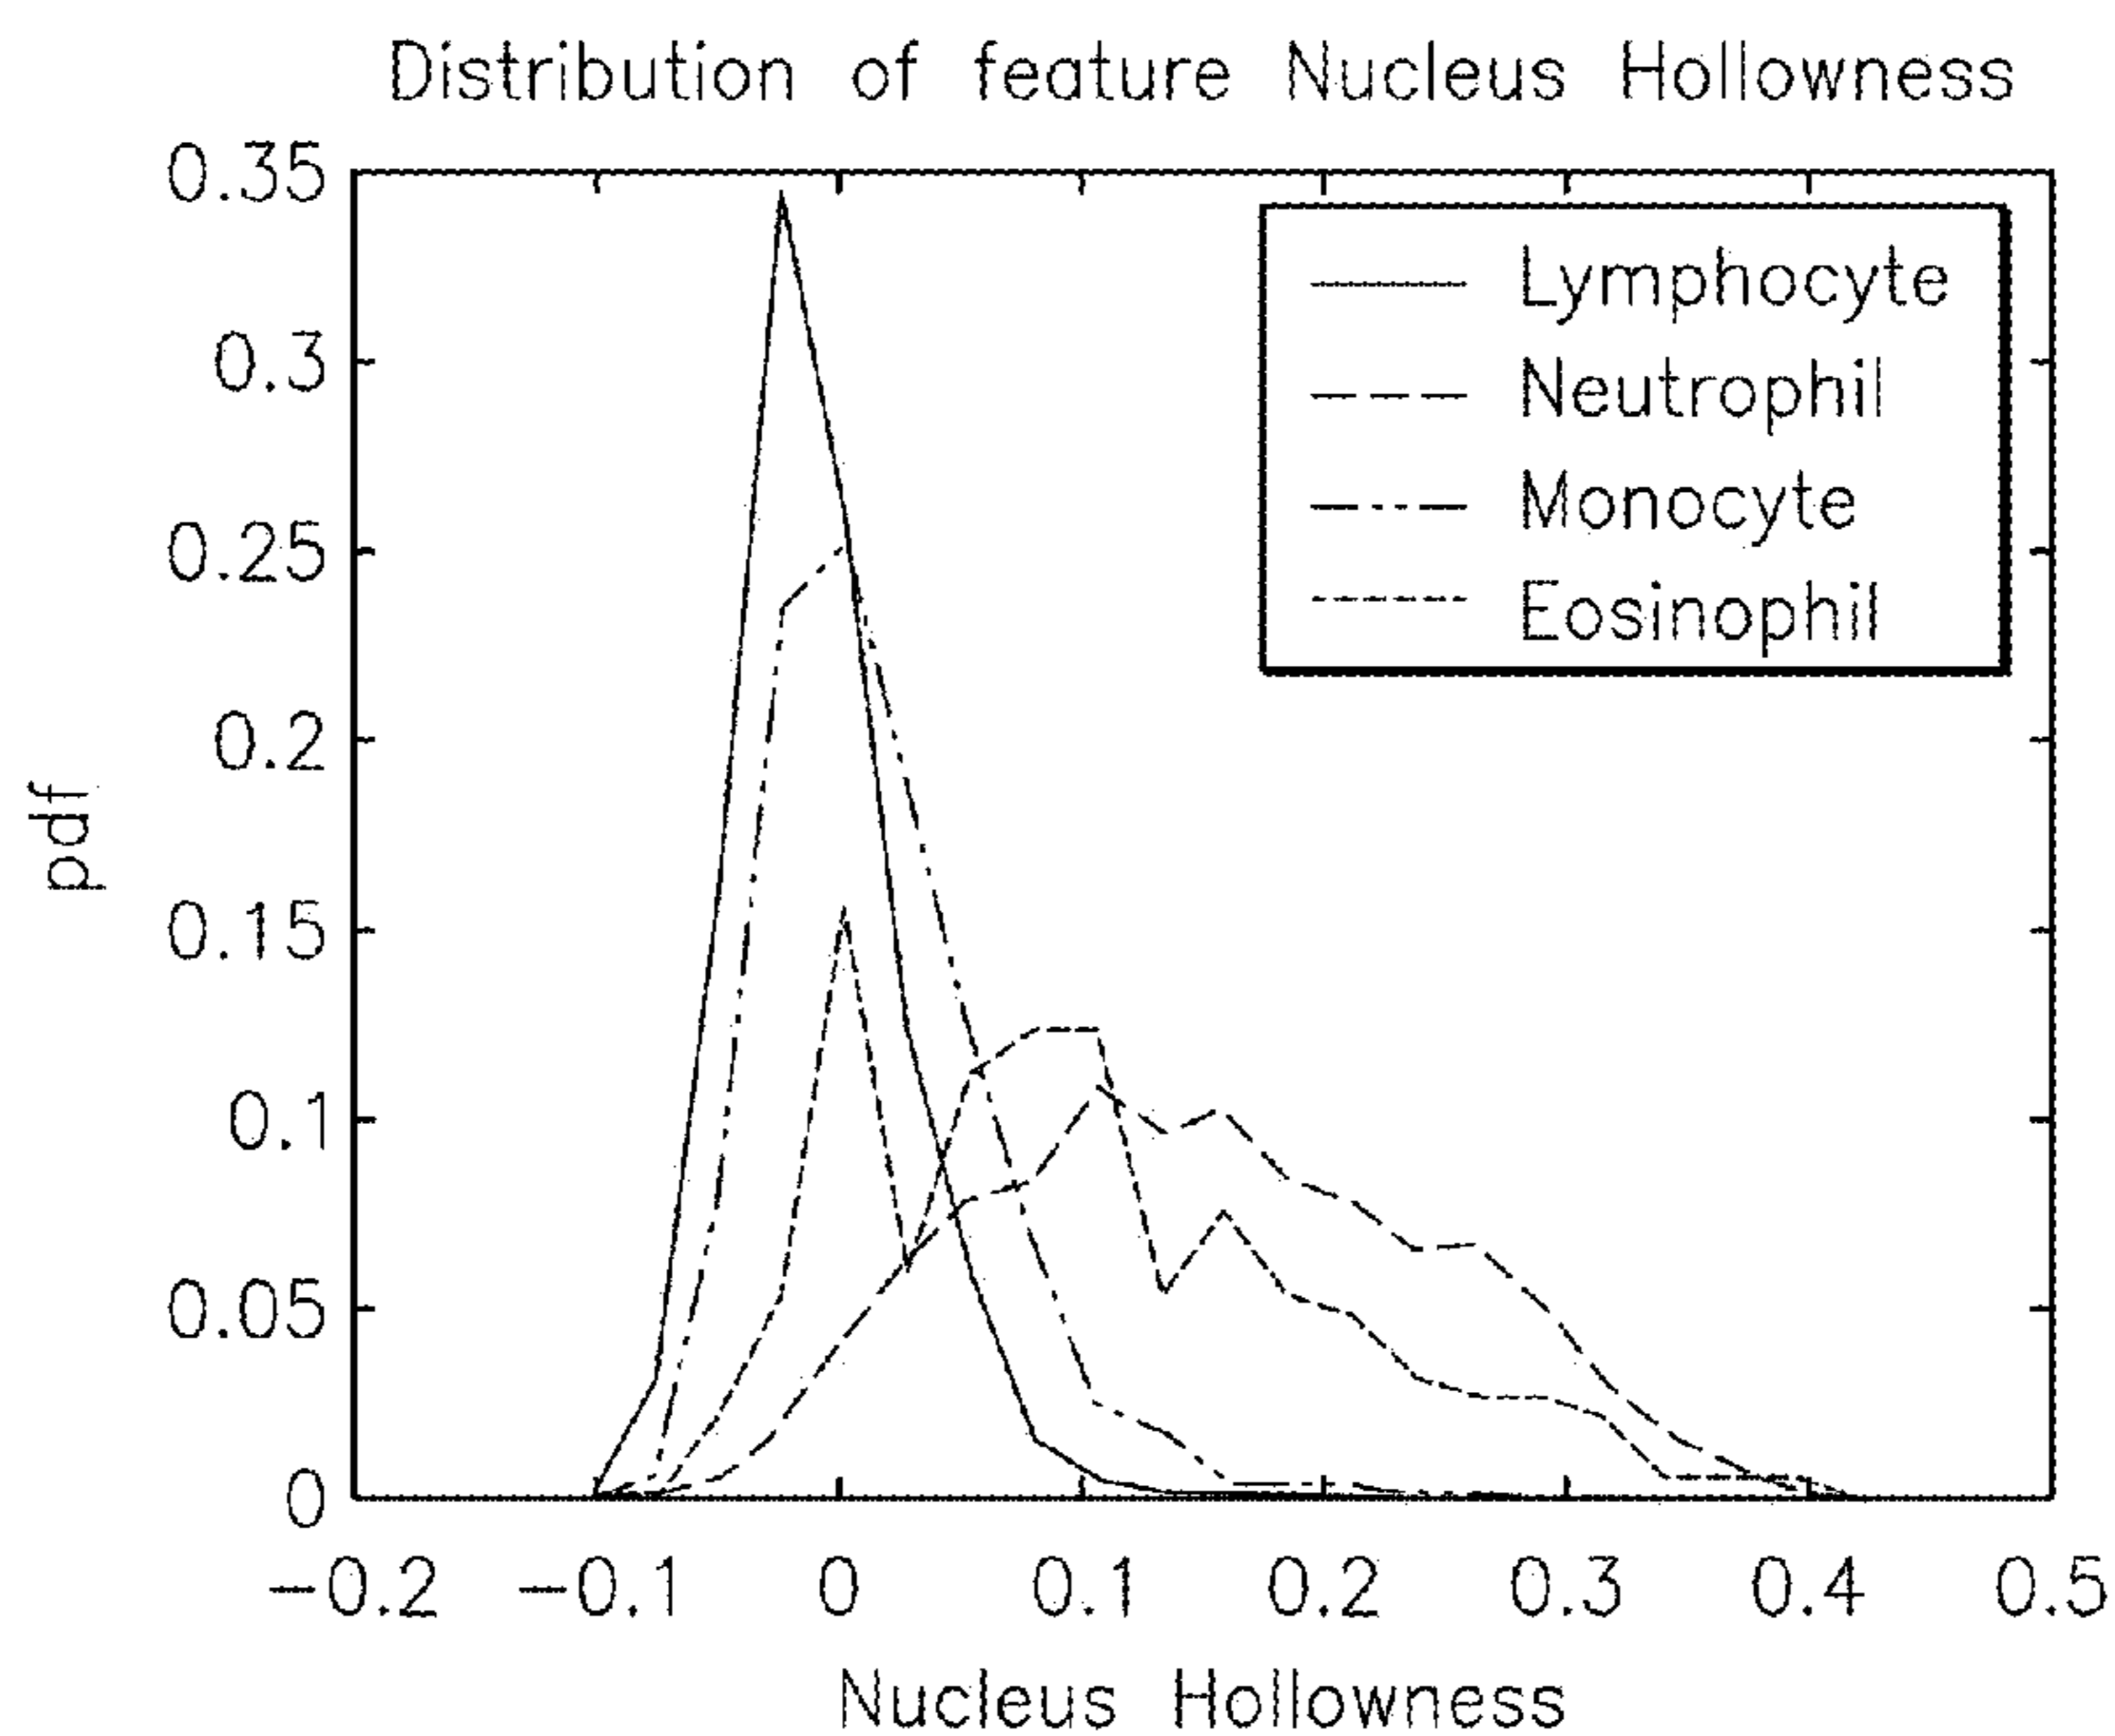 Distribution of feature Nucleus Hollowness
0.35
0.3
0.25
0.2
0.15
0.1
0.05
0
pdf
Lymphocyte
Neutrophil
Monocyte
Eosinophil
-0.2 -0.1 0 0.1 0.2 0.3 0.4 0.5
Nucleus Hollowness